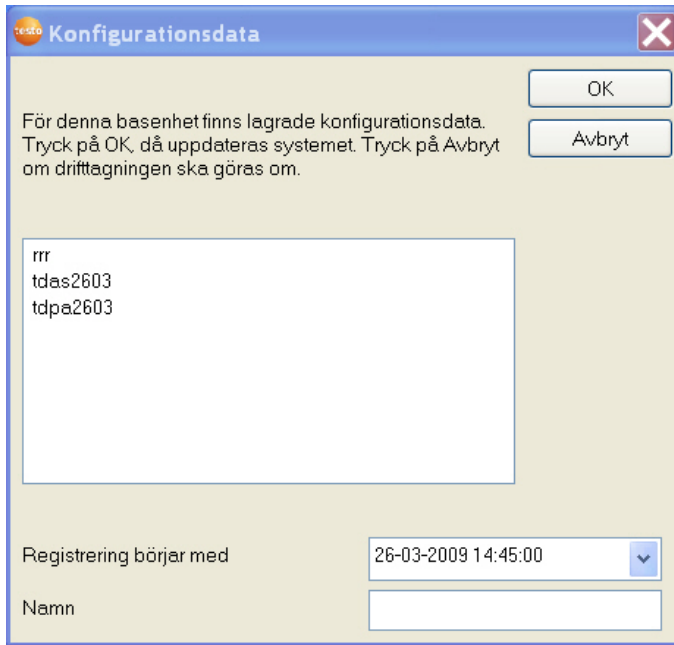 testo Konfigurationsdata
OK
För denna basenhet finns lagrade konfigurationsdata.
Tryck på OK, då uppdateras systemet. Tryck på Avbryt
om drifttagningen ska göras om.
Avbryt
rrr
tdas2603
tdpa2603
Registrering börjar med
26-03-2009 14:45:00
Namn